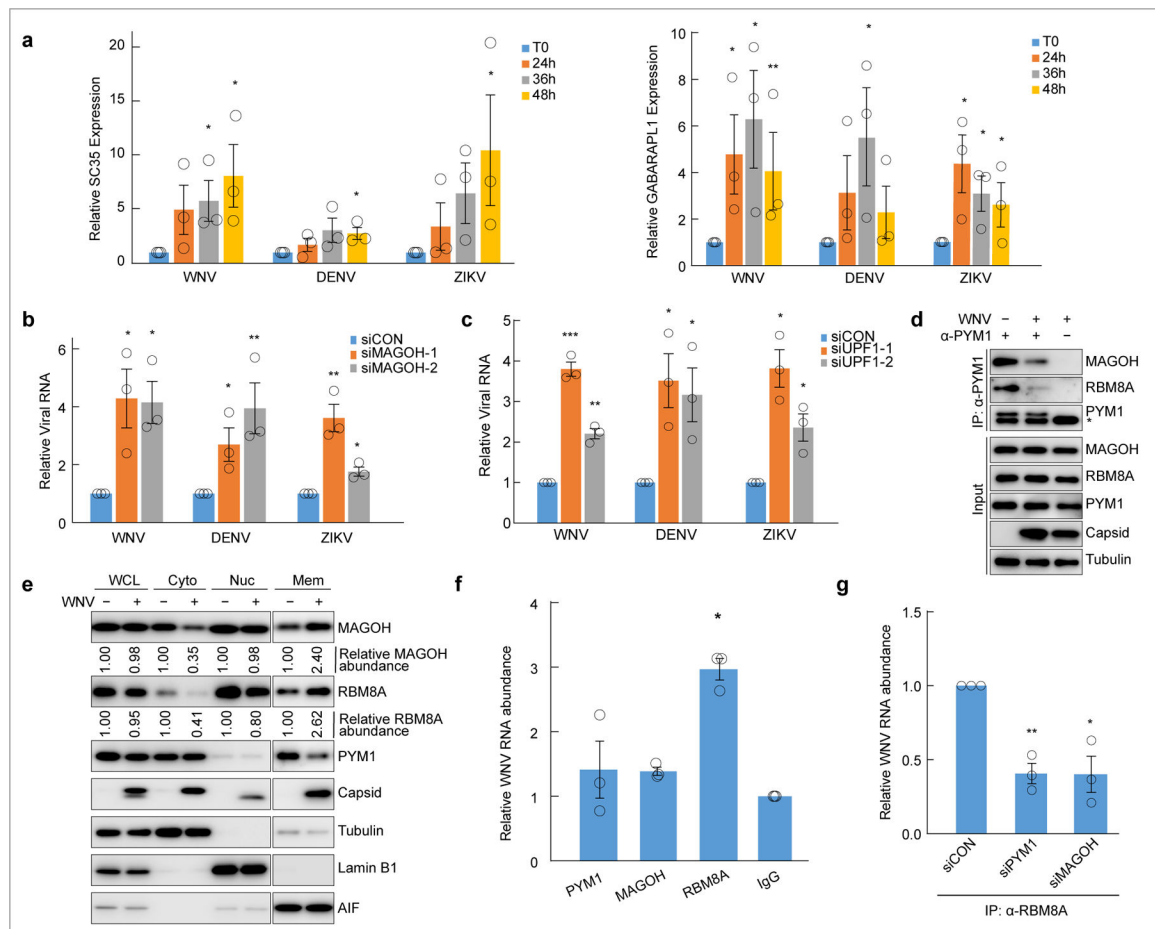 a
Relative SC35 Expression
20
15
10
5
0
T0
24h
36h
48h
*
*
*
*
WNV
DENV
ZIKV
Relative GABARAPL1 Expression
10
8
6
4
2
0
T0
24h
36h
48h
*
*
**
*
*
*
*
WNV
DENV
ZIKV
b
Relative Viral RNA
6
4
2
0
siCON
siMAGOH-1
siMAGOH-2
*
*
*
**
**
*
WNV
DENV
ZIKV
c
Relative Viral RNA
5
4
3
2
1
0
siCON
siUPF1-1
siUPF1-2
***
**
*
*
*
*
WNV
DENV
ZIKV
d
WNV − + +
α-PYM1 + + −
IP: α-PYM1
MAGOH
RBM8A
PYM1
*
Input
MAGOH
RBM8A
PYM1
Capsid
Tubulin
e
WCL Cyto Nuc Mem
WNV − + − + − + − +
MAGOH
1.00 0.98 1.00 0.35 1.00 0.98 1.00 2.40
Relative MAGOH
abundance
RBM8A
1.00 0.95 1.00 0.41 1.00 0.80 1.00 2.62
Relative RBM8A
abundance
PYM1
Capsid
Tubulin
Lamin B1
AIF
f
Relative WNV RNA abundance
4
3
2
1
0
*
PYM1
MAGOH
RBM8A
IgG
g
Relative WNV RNA abundance
1.5
1.0
0.5
0.0
**
*
siCON
siPYM1
siMAGOH
IP: α-RBM8A